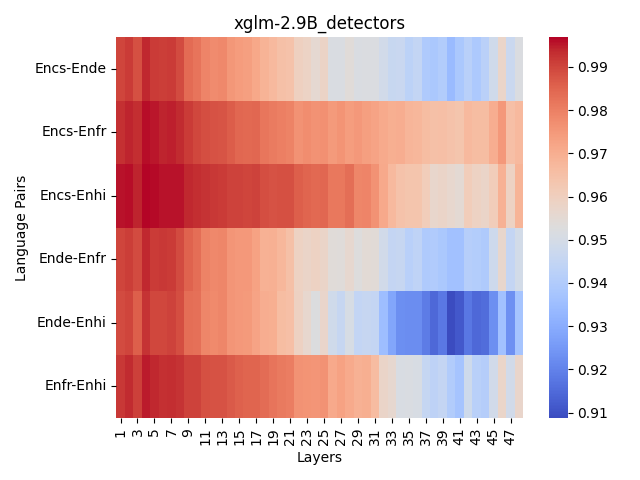 xglm-2.9B_detectors
Language Pairs
Encs-Ende
Encs-Enfr
Encs-Enhi
Ende-Enfr
Ende-Enhi
Enfr-Enhi
1 3 5 7 9 11 13 15 17 19 21 23 25 27 29 31 33 35 37 39 41 43 45 47
Layers
0.99
0.98
0.97
0.96
0.95
0.94
0.93
0.92
0.91